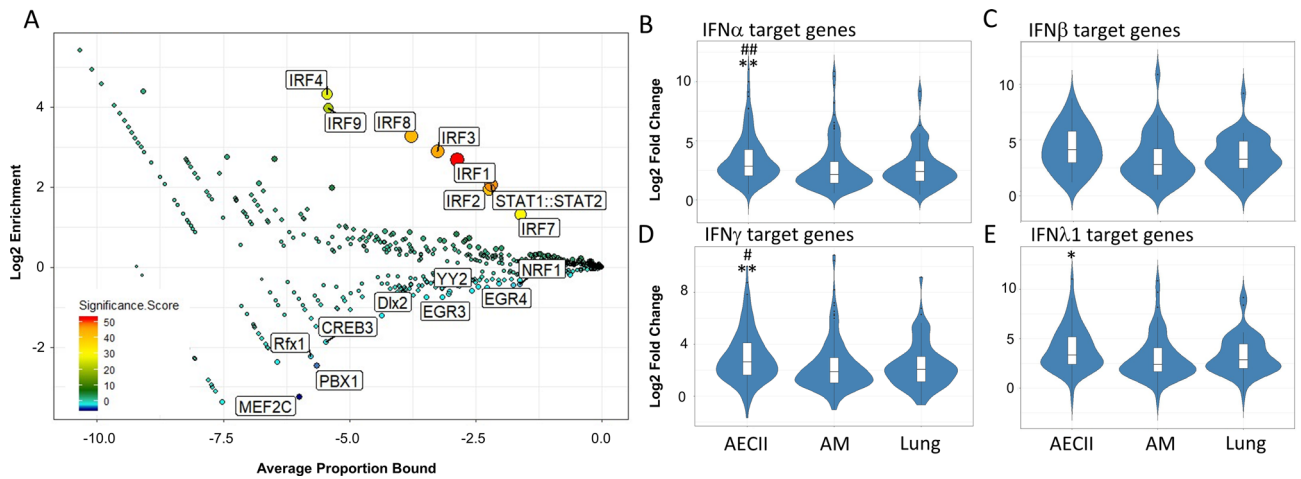 A
Log2 Enrichment
4
2
0
-2
-10.0
-7.5
-5.0
-2.5
0.0
Average Proportion Bound
Significance.Score
50
40
30
20
10
0
IRF4
IRF9
IRF8
IRF3
IRF1
IRF2
STAT1::STAT2
IRF7
NRF1
YY2
EGR4
Dlx2
EGR3
CREB3
Rfx1
PBX1
MEF2C
B
IFNα target genes
##
**
Log2 Fold Change
10
5
0
C
IFNβ target genes
10
5
0
D
IFNγ target genes
#
**
Log2 Fold Change
8
4
0
AECII
AM
Lung
E
IFNλ1 target genes
*
10
5
0
AECII
AM
Lung